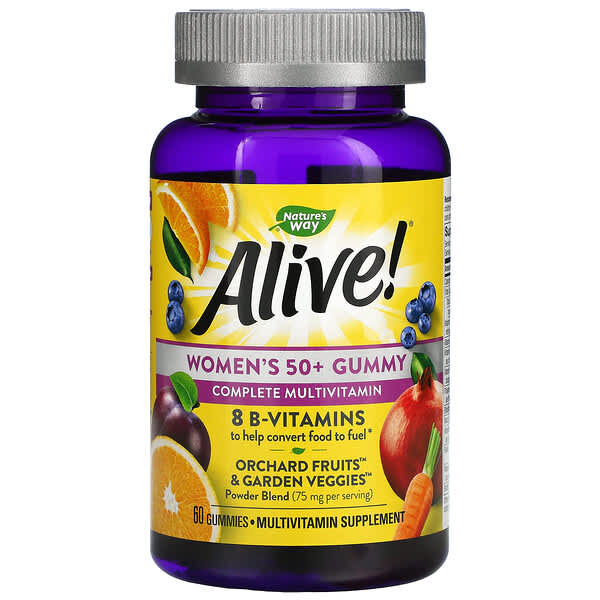 Nature's
WAY
Alive!®
WOMEN'S 50+ GUMMY
COMPLETE MULTIVITAMIN
8 B-VITAMINS
to help convert food to fuel*
ORCHARD FRUITS™
& GARDEN VEGGIES™
Powder Blend (75 mg per serving)
60 GUMMIES • MULTIVITAMIN SUPPLEMENT